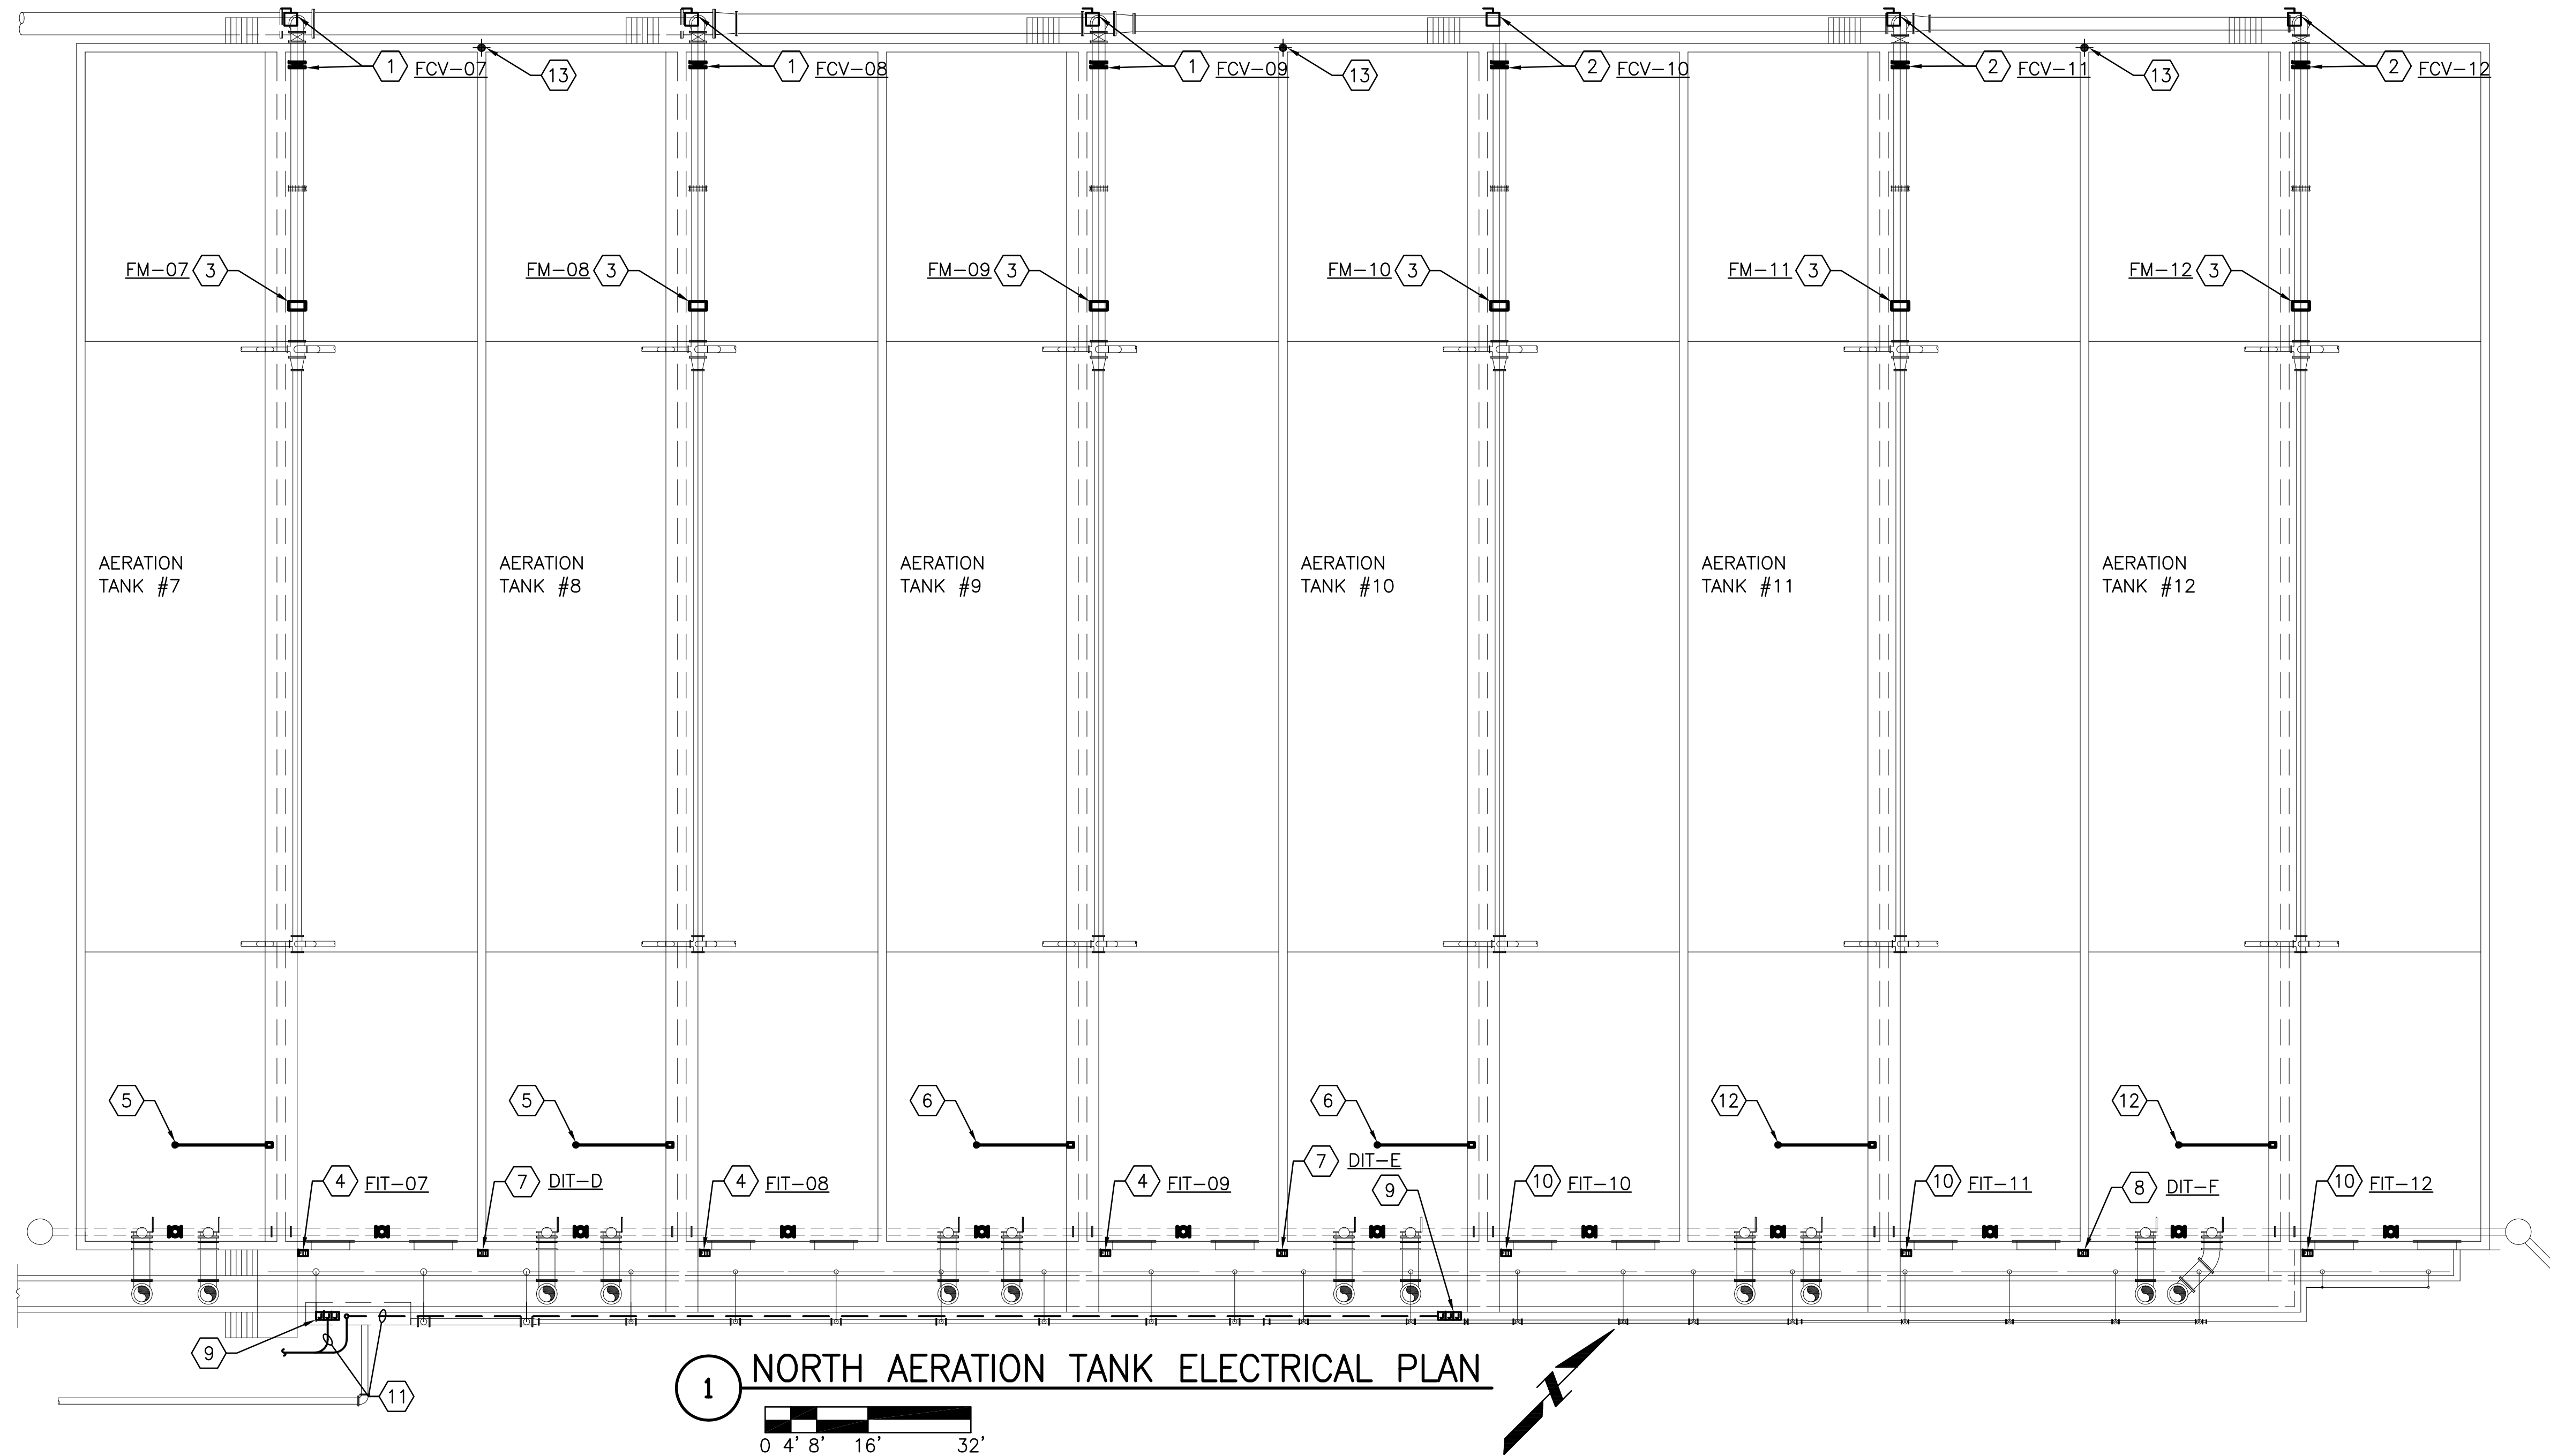 1 FCV-07
1 FCV-08
1 FCV-09
2 FCV-10
2 FCV-11
2 FCV-12
13
13
13
FM-07 3
FM-08 3
FM-09 3
FM-10 3
FM-11 3
FM-12 3
AERATION
TANK #7
AERATION
TANK #8
AERATION
TANK #9
AERATION
TANK #10
AERATION
TANK #11
AERATION
TANK #12
5
5
6
6
12
12
4 FIT-07
7 DIT-D
4 FIT-08
4 FIT-09
7 DIT-E
9
10 FIT-10
10 FIT-11
8 DIT-F
10 FIT-12
9
11
1 NORTH AERATION TANK ELECTRICAL PLAN
0 4' 8' 16' 32'